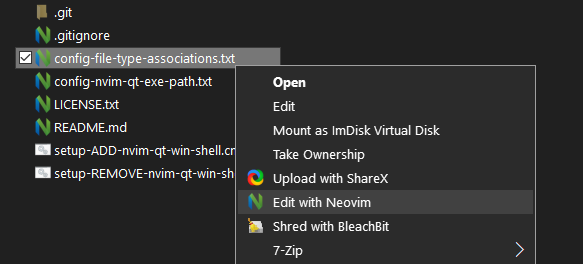 .git
.gitignore
config-file-type-associations.txt
config-nvim-qt-exe-path.txt
LICENSE.txt
README.md
setup-ADD-nvim-qt-win-shell.cn
setup-REMOVE-nvim-qt-win-sh
Open
Edit
Mount as ImDisk Virtual Disk
Take Ownership
Upload with ShareX
Edit with Neovim
Shred with BleachBit
7-Zip